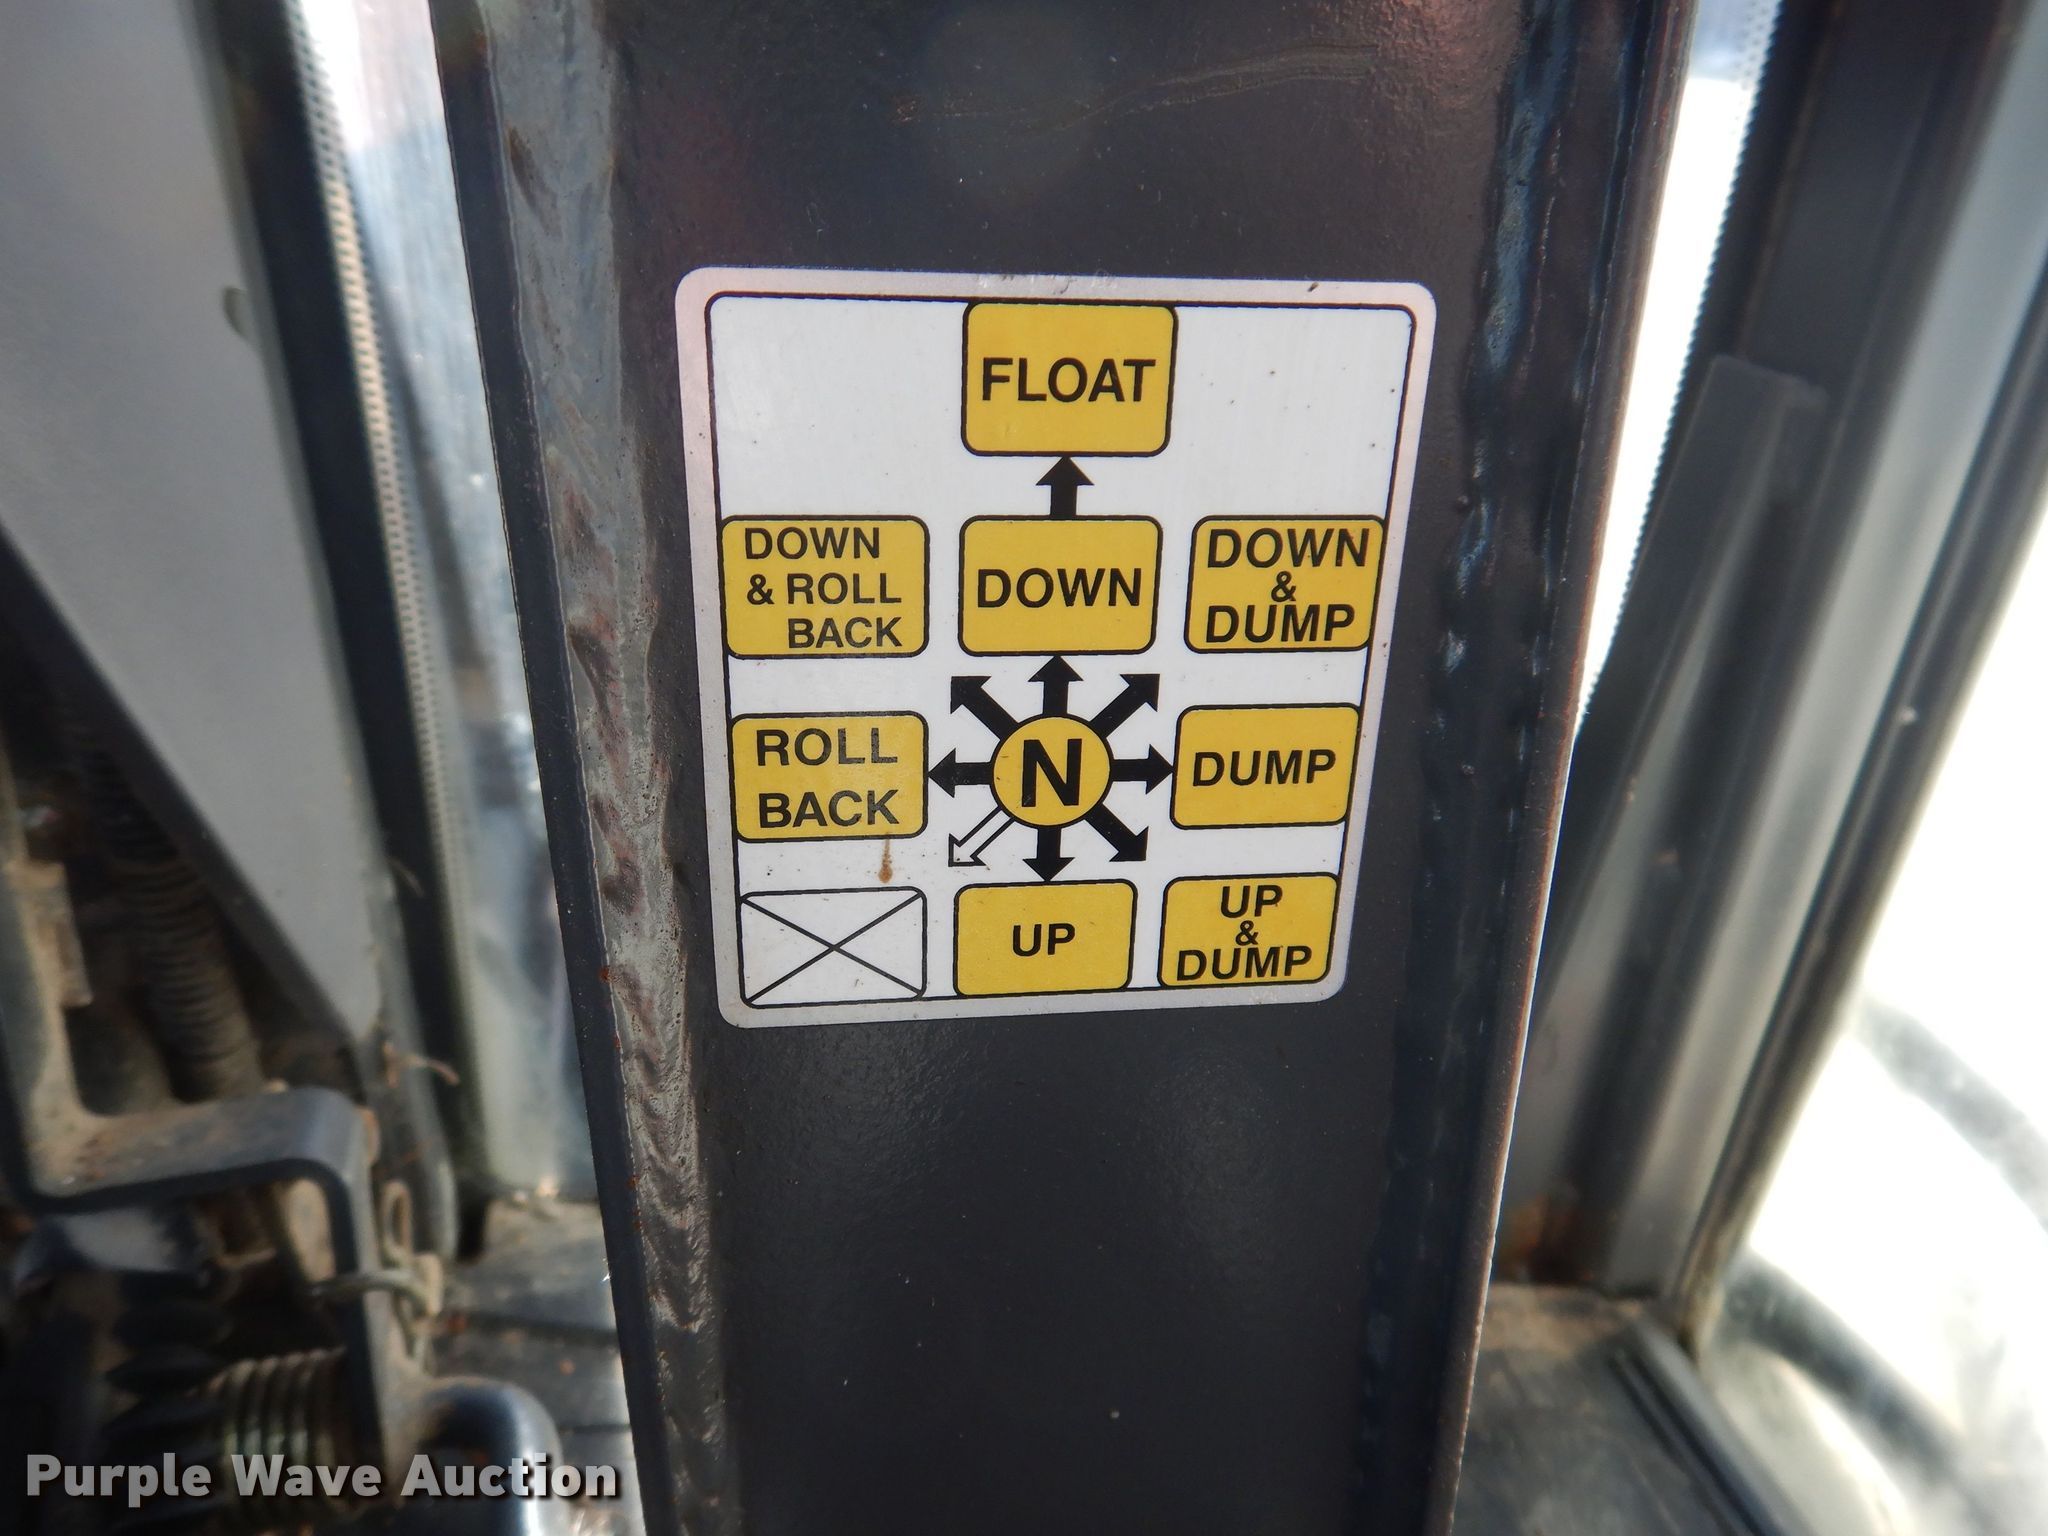 FLOAT
DOWN
& ROLL
BACK
DOWN
DOWN
&
DUMP
ROLL
BACK
N
DUMP
UP
UP
&
DUMP
Purple Wave Auction